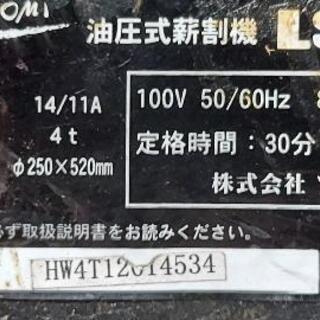 油圧式薪割機 LS
14/11A 100V 50/60Hz
4t 定格時間：30分
φ250×520mm 株式会社
ず取扱説明書をお読みください。
HW4T12014534